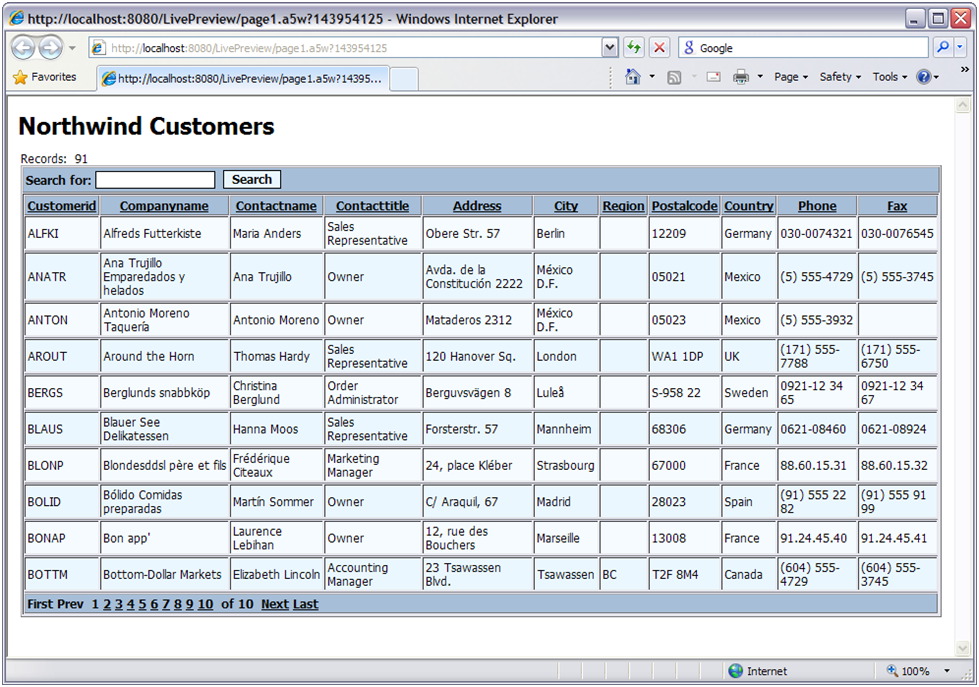 http://localhost:8080/LivePreview/page1.a5w?143954125 - Windows Internet Explorer
http://localhost:8080/LivePreview/page1.a5w?143954125 Google
Favorites http://localhost:8080/LivePreview/page1.a5w?14395... Page Safety Tools »
Northwind Customers
Records: 91
Search for: Search
Customerid Companyname Contactname Contacttitle Address City Region Postalcode Country Phone Fax
ALFKI Alfreds Futterkiste Maria Anders Sales Representative Obere Str. 57 Berlin 12209 Germany 030-0074321 030-0076545
ANATR Ana Trujillo Emparedados y helados Ana Trujillo Owner Avda. de la Constitución 2222 México D.F. 05021 Mexico (5) 555-4729 (5) 555-3745
ANTON Antonio Moreno Taquería Antonio Moreno Owner Mataderos 2312 México D.F. 05023 Mexico (5) 555-3932
AROUT Around the Horn Thomas Hardy Sales Representative 120 Hanover Sq. London WA1 1DP UK (171) 555-7788 (171) 555-6750
BERGS Berglunds snabbköp Christina Berglund Order Administrator Berguvsvägen 8 Luleå S-958 22 Sweden 0921-12 34 65 0921-12 34 67
BLAUS Blauer See Delikatessen Hanna Moos Sales Representative Forsterstr. 57 Mannheim 68306 Germany 0621-08460 0621-08924
BLONP Blondesddsl père et fils Frédérique Citeaux Marketing Manager 24, place Kléber Strasbourg 67000 France 88.60.15.31 88.60.15.32
BOLID Bólido Comidas preparadas Martín Sommer Owner C/ Araquil, 67 Madrid 28023 Spain (91) 555 22 82 (91) 555 91 99
BONAP Bon app' Laurence Lebihan Owner 12, rue des Bouchers Marseille 13008 France 91.24.45.40 91.24.45.41
BOTTM Bottom-Dollar Markets Elizabeth Lincoln Accounting Manager 23 Tsawassen Blvd. Tsawassen BC T2F 8M4 Canada (604) 555-4729 (604) 555-3745
First Prev 1 2 3 4 5 6 7 8 9 10 of 10 Next Last
Internet 100%